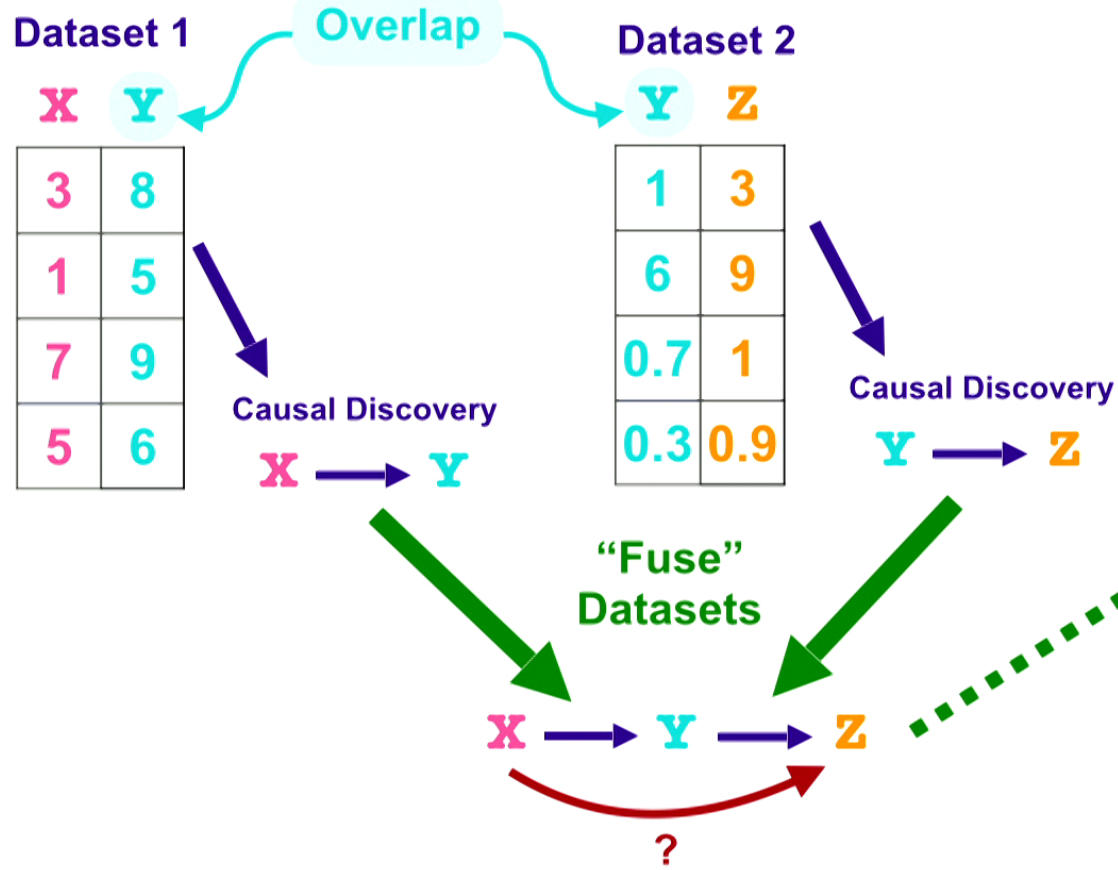 Dataset 1
Overlap
Dataset 2
X Y
Y Z
3 8
1 5
7 9
5 6
1 3
6 9
0.7 1
0.3 0.9
Causal Discovery
X Y
Causal Discovery
Y Z
“Fuse”
Datasets
X Y Z
?